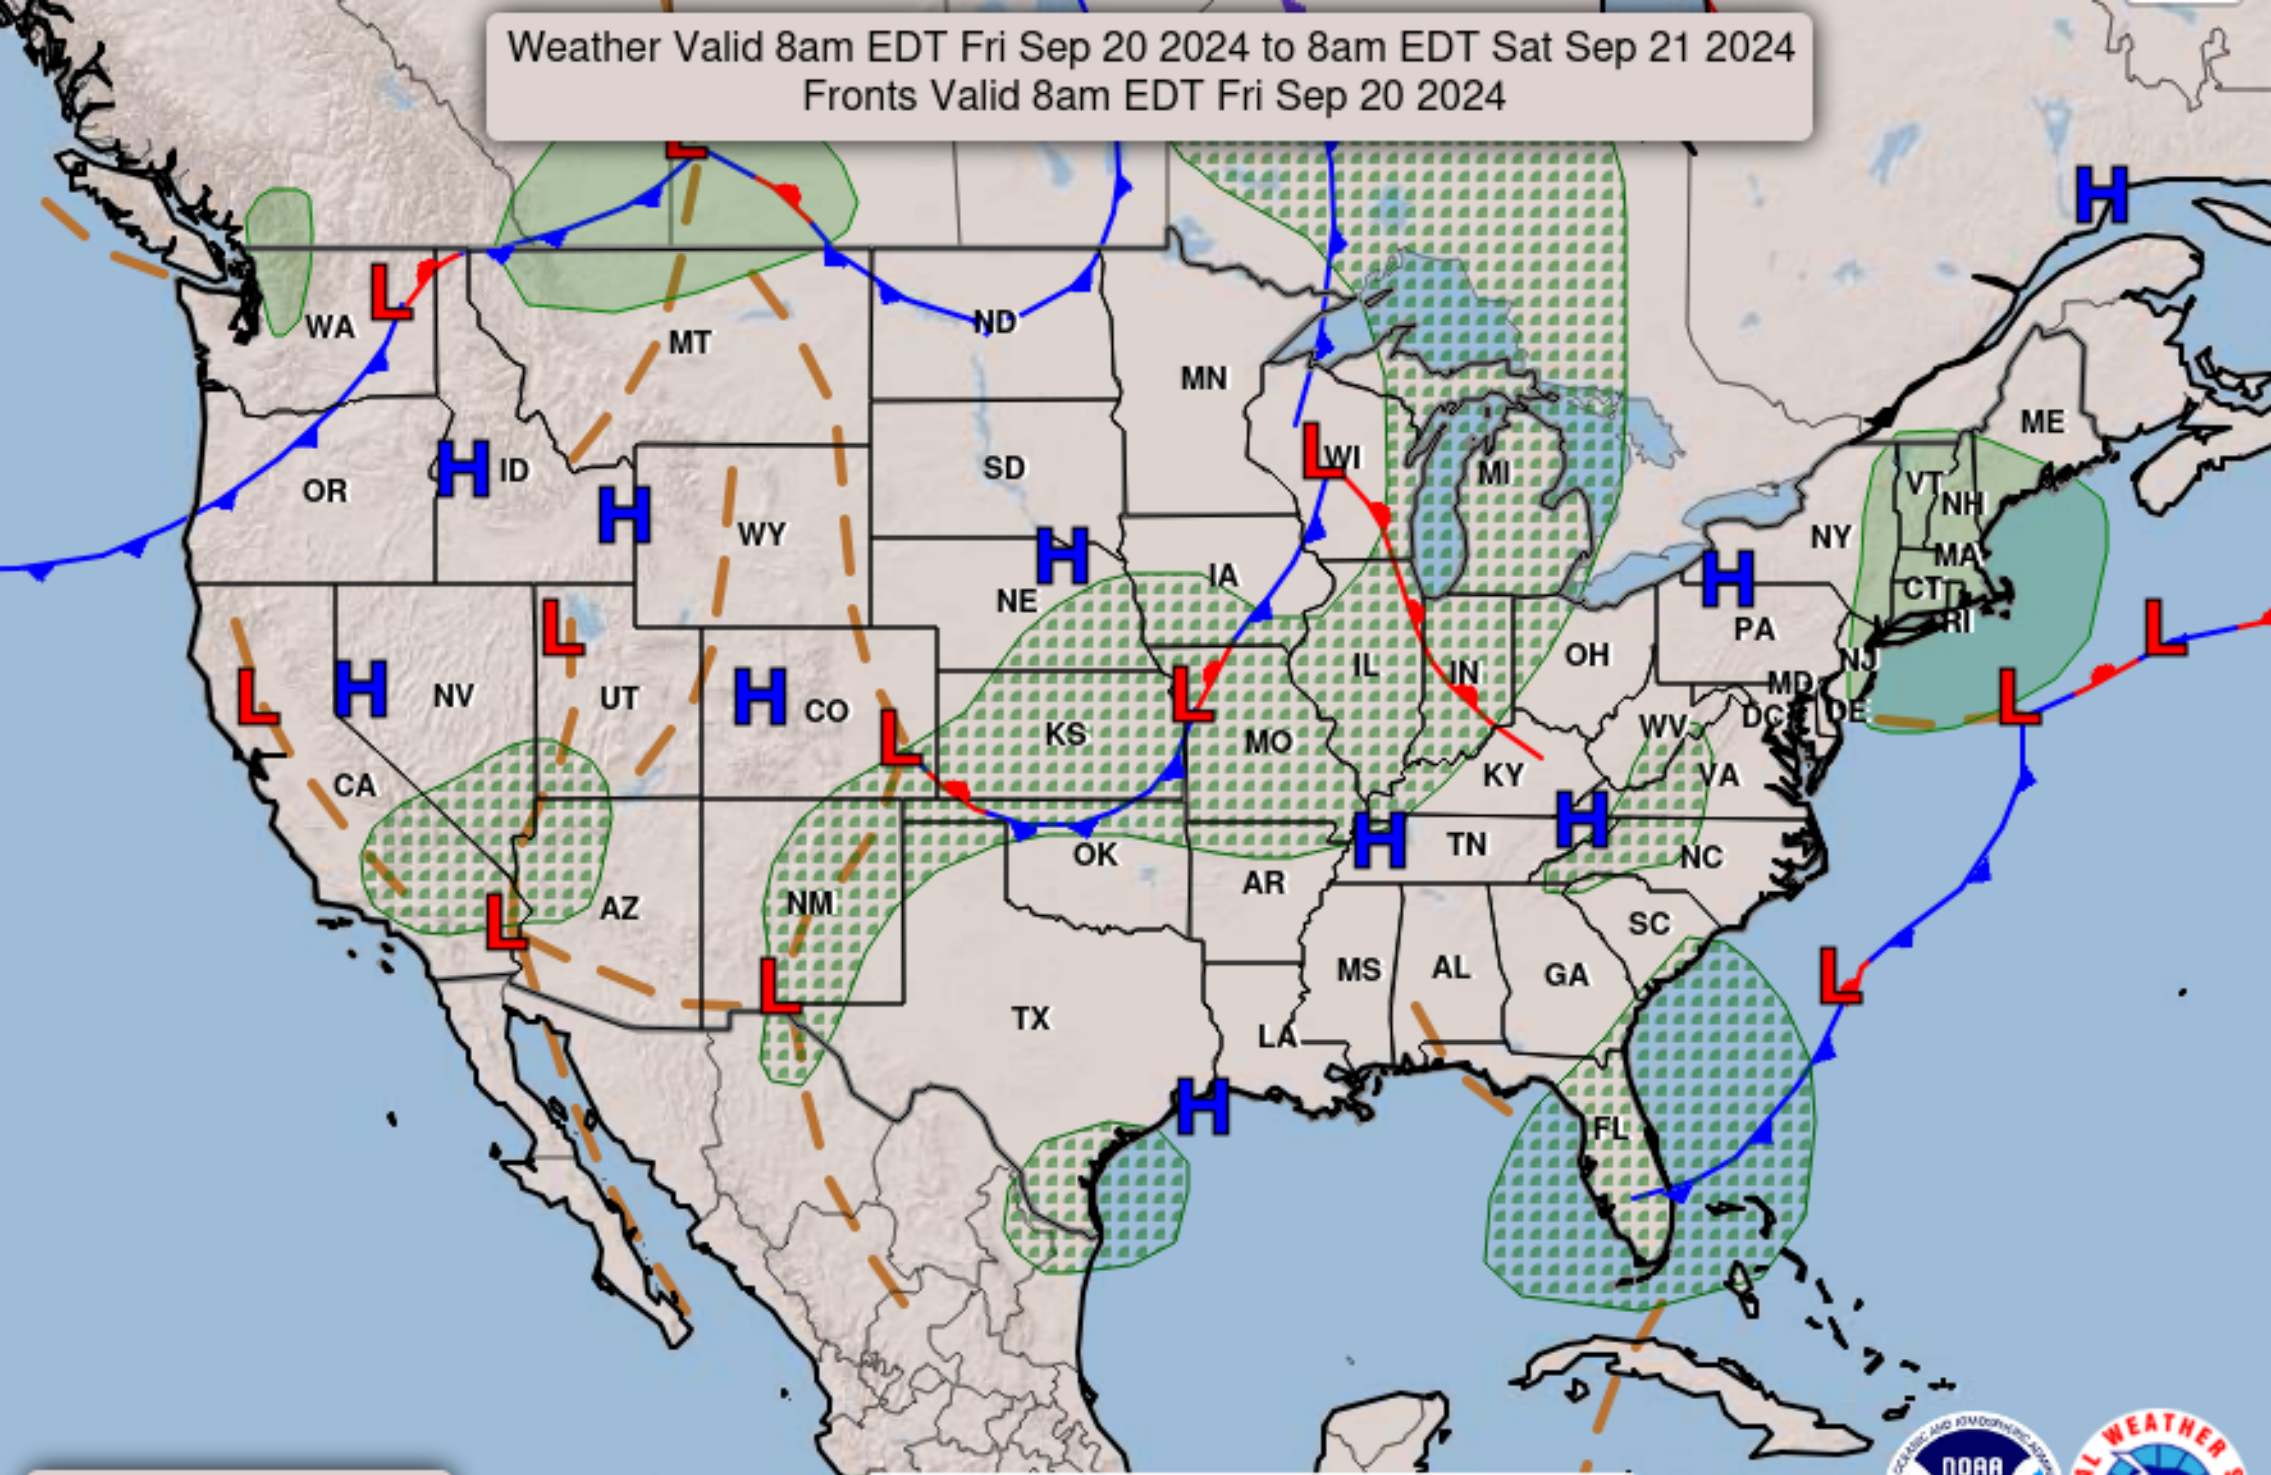 Weather Valid 8am EDT Fri Sep 20 2024 to 8am EDT Sat Sep 21 2024
Fronts Valid 8am EDT Fri Sep 20 2024
L
H
L
WA
MT
ND
MN
ME
L
WI
H
ID
OR
SD
MI
VT
NH
H
WY
NY
H
MA
IA
H
CT
NE
RI
L
PA
L
OH
NJ
IL
IN
MD
L
H
NV
UT
H
CO
L
L
DC
DE
WV
L
KS
MO
CA
KY
VA
H
H
TN
NC
OK
AR
NM
AZ
L
SC
L
MS
AL
GA
L
TX
LA
H
FL
NOAA
WEATHER